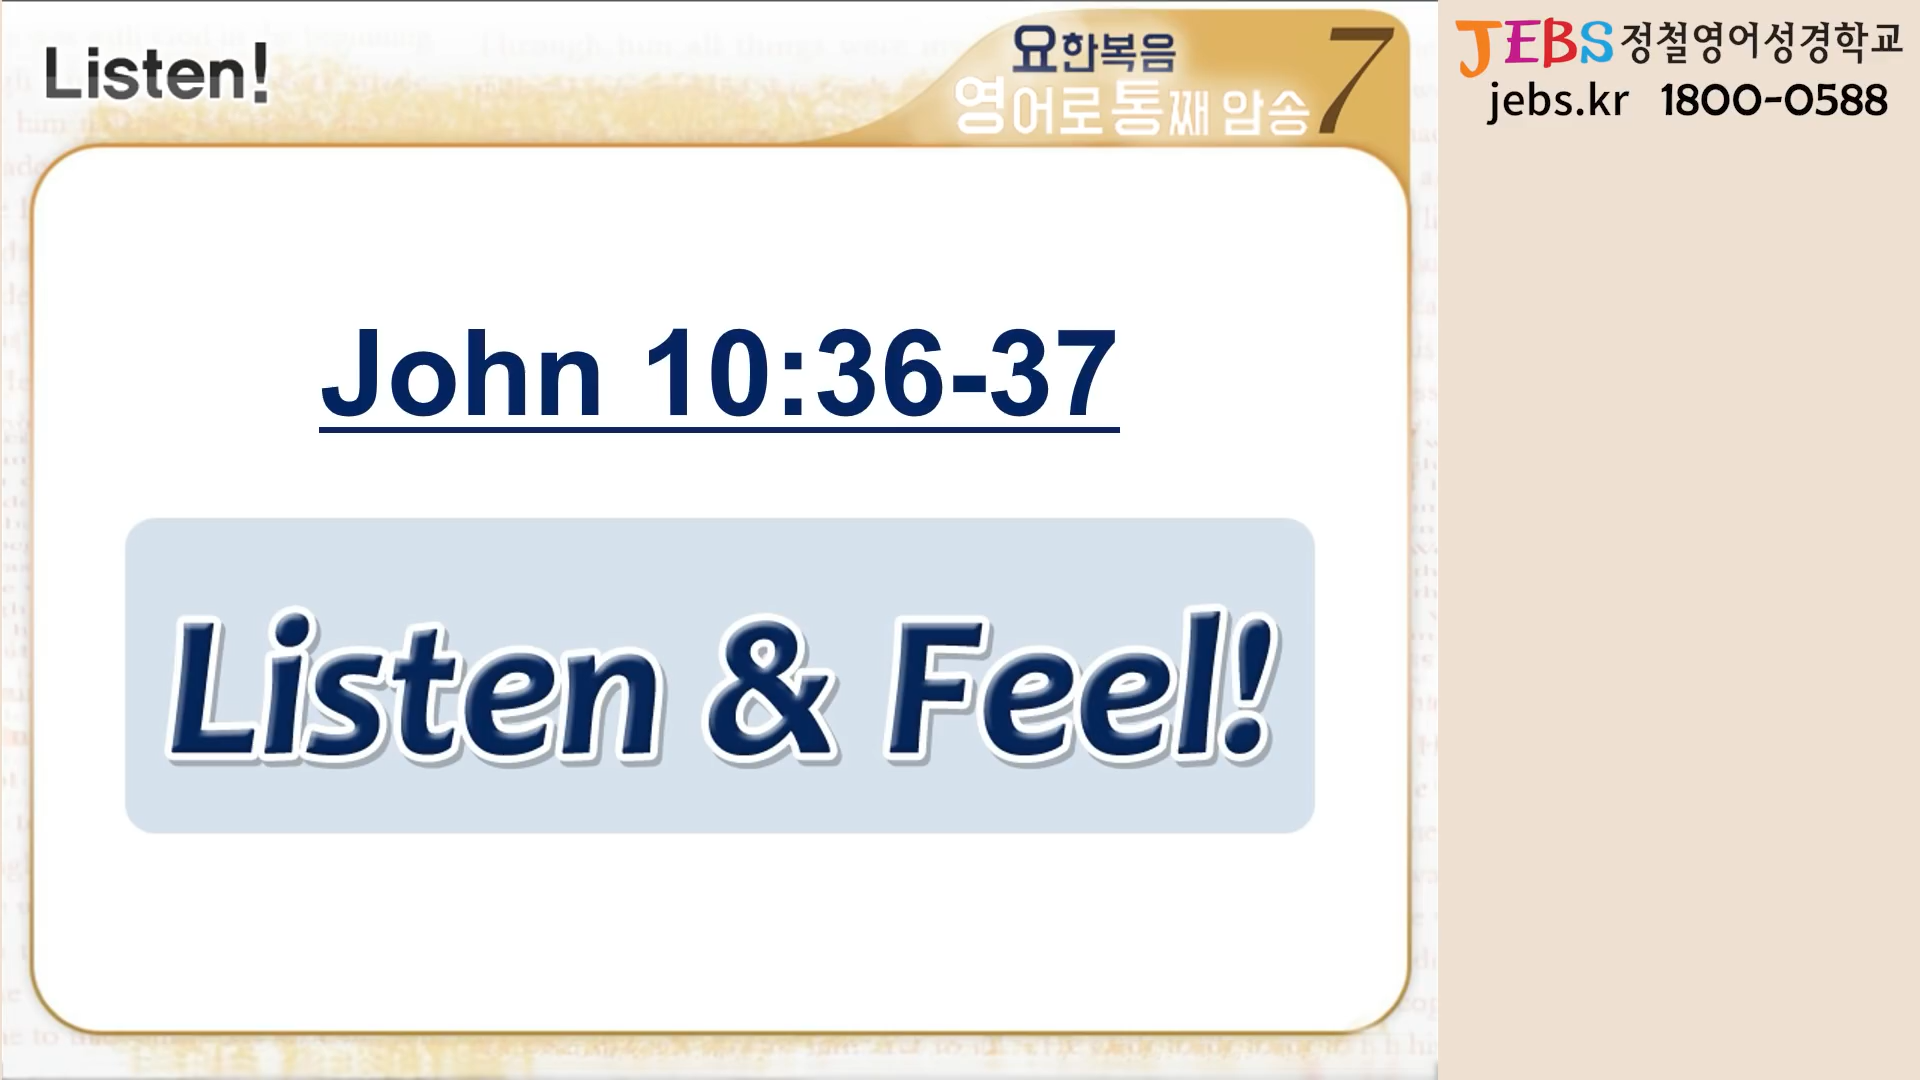 Listen!
요한복음
영어로 통째 암송 7
JEBS 정철영어성경학교
jebs.kr 1800-0588
John 10:36-37
Listen & Feel!